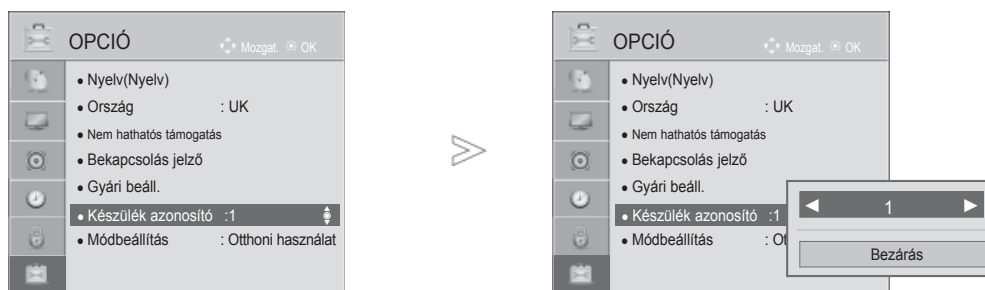 OPCIÓ
Mozgat. OK
• Nyelv(Nyelv)
• Ország : UK
• Nem hathatós támogatás
• Bekapcsolás jelző
• Gyári beáll.
• Készülék azonosító :1
• Módbeállítás : Otthoni használat
OPCIÓ
Mozgat. OK
• Nyelv(Nyelv)
• Ország : UK
• Nem hathatós támogatás
• Bekapcsolás jelző
• Gyári beáll.
• Készülék azonosító :1
• Módbeállítás : Ot
◄ 1 ►
Bezárás